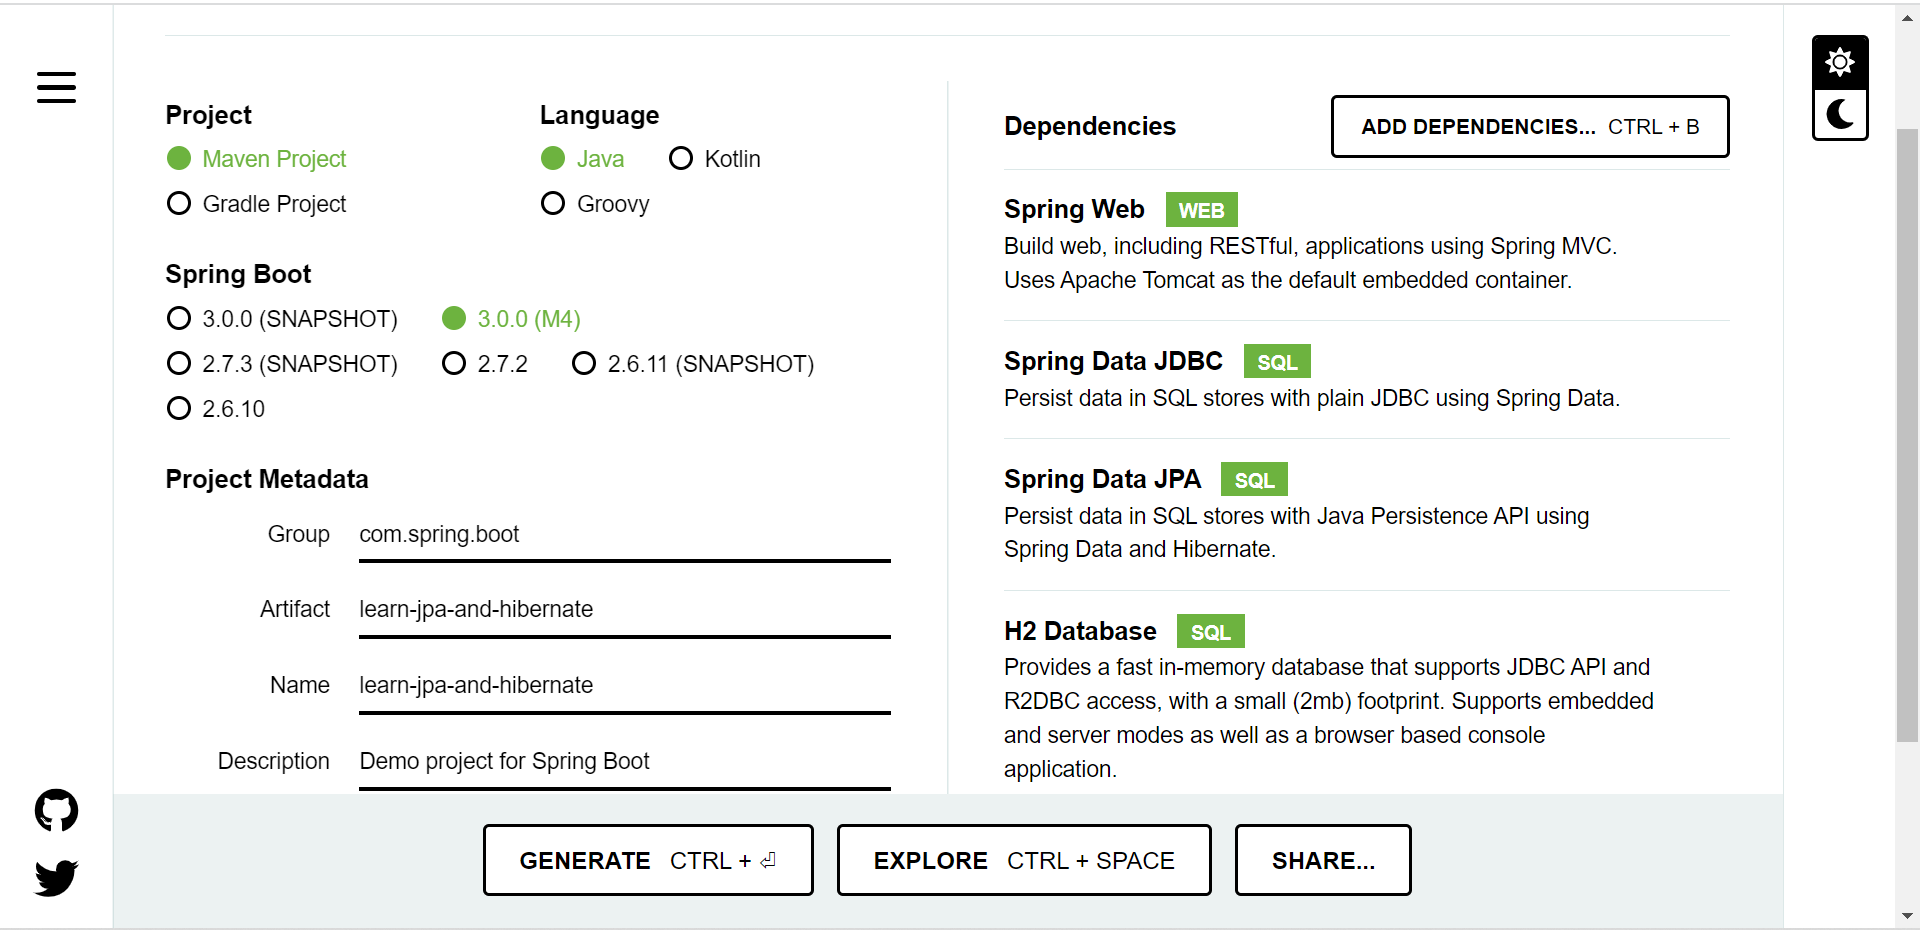 Project
Maven Project
Gradle Project
Language
Java Kotlin
Groovy
Spring Boot
3.0.0 (SNAPSHOT) 3.0.0 (M4)
2.7.3 (SNAPSHOT) 2.7.2 2.6.11 (SNAPSHOT)
2.6.10
Project Metadata
Group com.spring.boot
Artifact learn-jpa-and-hibernate
Name learn-jpa-and-hibernate
Description Demo project for Spring Boot
Dependencies
ADD DEPENDENCIES... CTRL + B
Spring Web WEB
Build web, including RESTful, applications using Spring MVC.
Uses Apache Tomcat as the default embedded container.
Spring Data JDBC SQL
Persist data in SQL stores with plain JDBC using Spring Data.
Spring Data JPA SQL
Persist data in SQL stores with Java Persistence API using
Spring Data and Hibernate.
H2 Database SQL
Provides a fast in-memory database that supports JDBC API and
R2DBC access, with a small (2mb) footprint. Supports embedded
and server modes as well as a browser based console
application.
GENERATE CTRL + ⏎
EXPLORE CTRL + SPACE
SHARE...